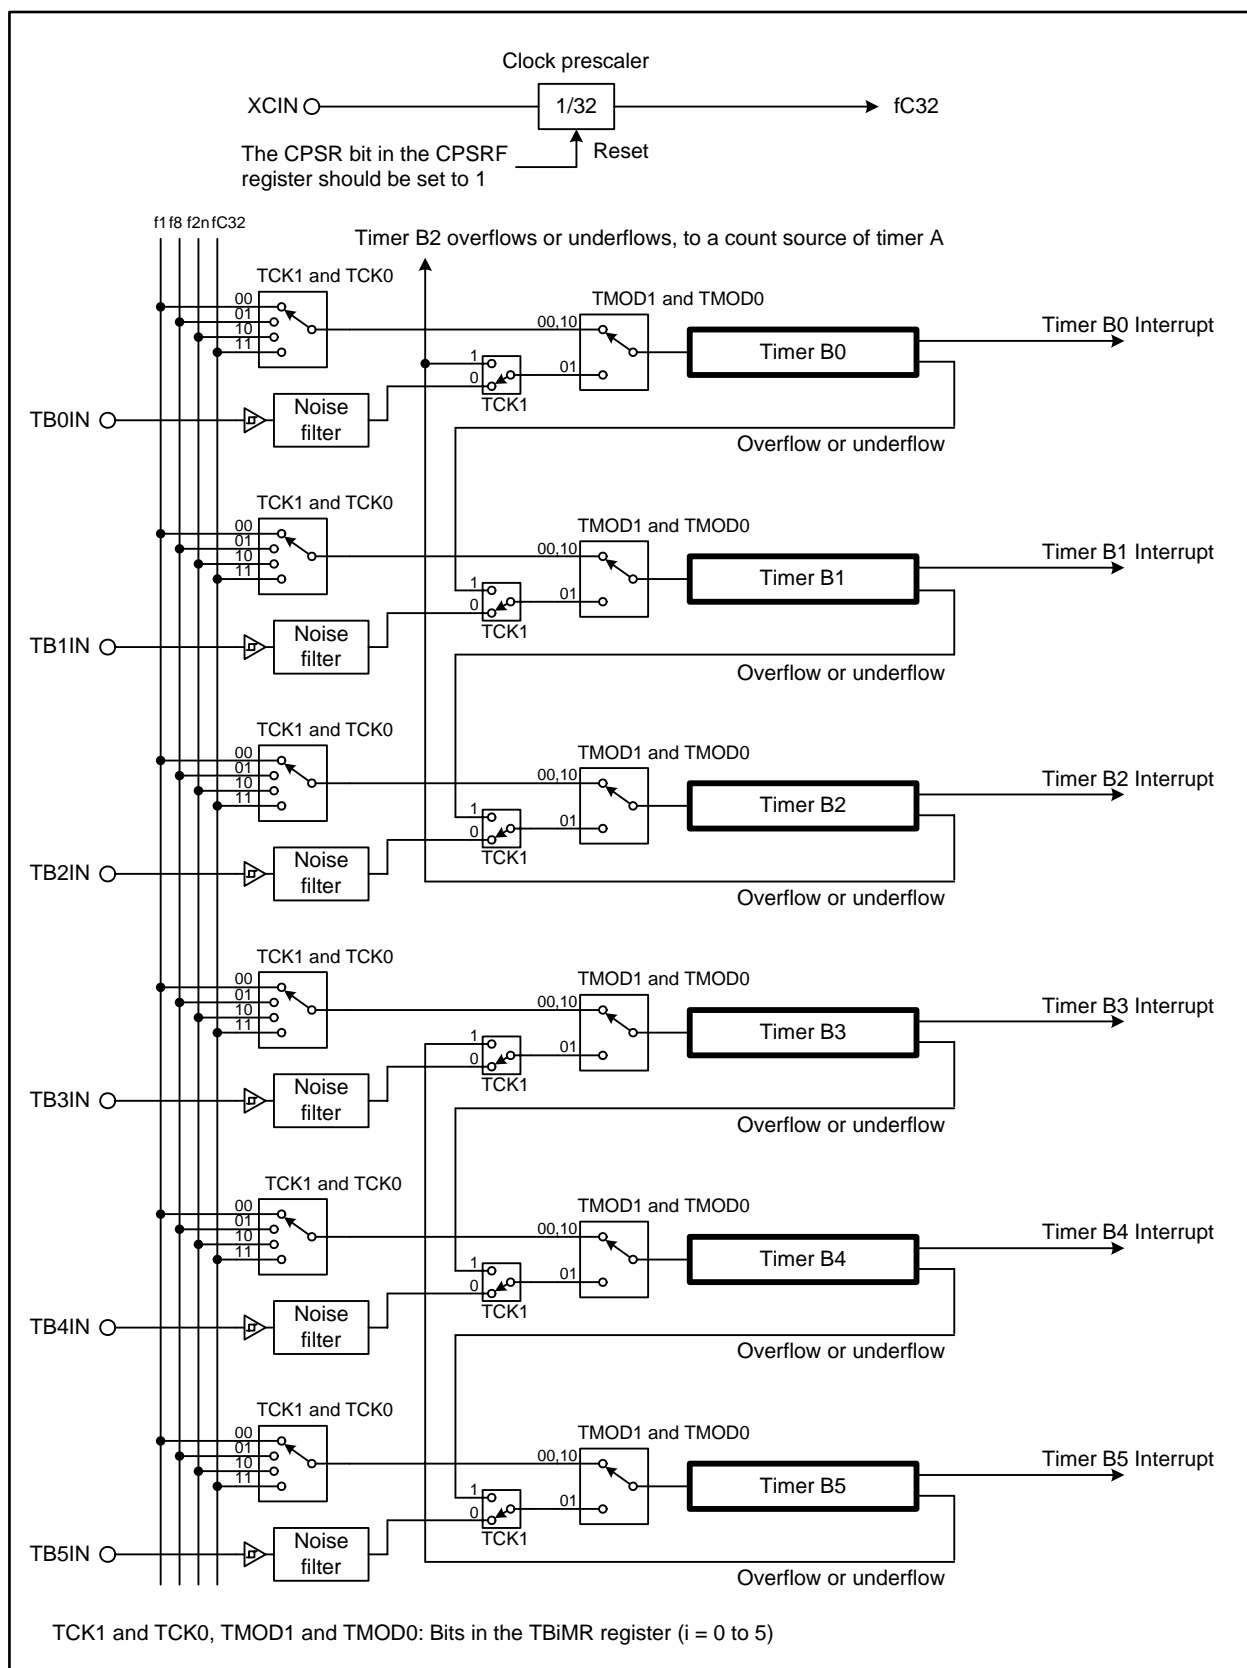 Clock prescaler
XCIN
1/32
fC32
The CPSR bit in the CPSRF
register should be set to 1
Reset
f1 f8 f2n fC32
Timer B2 overflows or underflows, to a count source of timer A
TCK1 and TCK0
00
01
10
11
TMOD1 and TMOD0
00,10
01
1
0
TCK1
Timer B0
Timer B0 Interrupt
TB0IN
Noise
filter
Overflow or underflow
TCK1 and TCK0
00
01
10
11
TMOD1 and TMOD0
00,10
01
1
0
TCK1
Timer B1
Timer B1 Interrupt
TB1IN
Noise
filter
Overflow or underflow
TCK1 and TCK0
00
01
10
11
TMOD1 and TMOD0
00,10
01
1
0
TCK1
Timer B2
Timer B2 Interrupt
TB2IN
Noise
filter
Overflow or underflow
TCK1 and TCK0
00
01
10
11
TMOD1 and TMOD0
00,10
01
1
0
TCK1
Timer B3
Timer B3 Interrupt
TB3IN
Noise
filter
Overflow or underflow
TCK1 and TCK0
00
01
10
11
TMOD1 and TMOD0
00,10
01
1
0
TCK1
Timer B4
Timer B4 Interrupt
TB4IN
Noise
filter
Overflow or underflow
TCK1 and TCK0
00
01
10
11
TMOD1 and TMOD0
00,10
01
1
0
TCK1
Timer B5
Timer B5 Interrupt
TB5IN
Noise
filter
Overflow or underflow
TCK1 and TCK0, TMOD1 and TMOD0: Bits in the TBiMR register (i = 0 to 5)